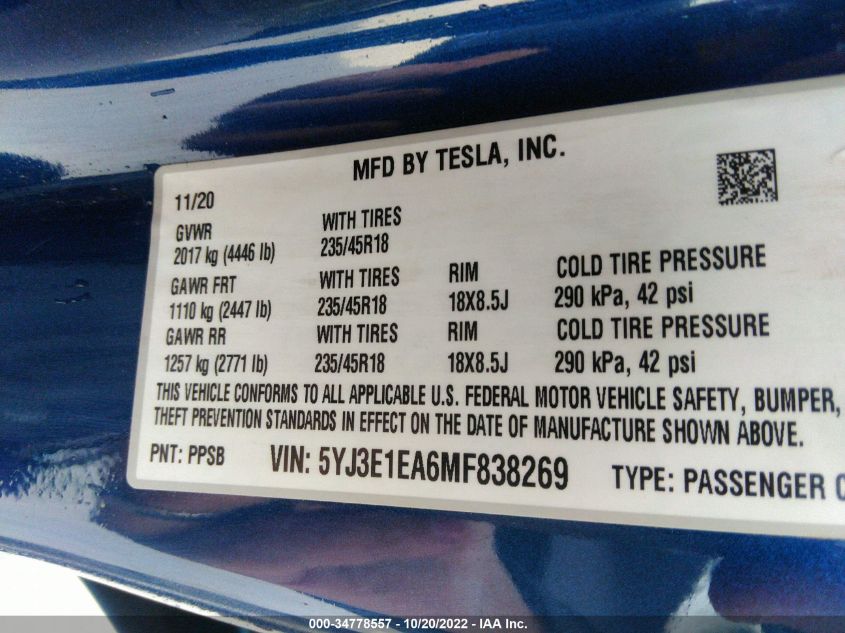 MFD BY TESLA, INC.
11/20
GVWR WITH TIRES
2017 kg (4446 lb) 235/45R18
GAWR FRT WITH TIRES RIM COLD TIRE PRESSURE
1110 kg (2447 lb) 235/45R18 18X8.5J 290 kPa, 42 psi
GAWR RR WITH TIRES RIM COLD TIRE PRESSURE
1257 kg (2771 lb) 235/45R18 18X8.5J 290 kPa, 42 psi
THIS VEHICLE CONFORMS TO ALL APPLICABLE U.S. FEDERAL MOTOR VEHICLE SAFETY, BUMPER,
THEFT PREVENTION STANDARDS IN EFFECT ON THE DATE OF MANUFACTURE SHOWN ABOVE.
PNT: PPSB VIN: 5YJ3E1EA6MF838269 TYPE: PASSENGER
000-34778557 - 10/20/2022 - IAA Inc.